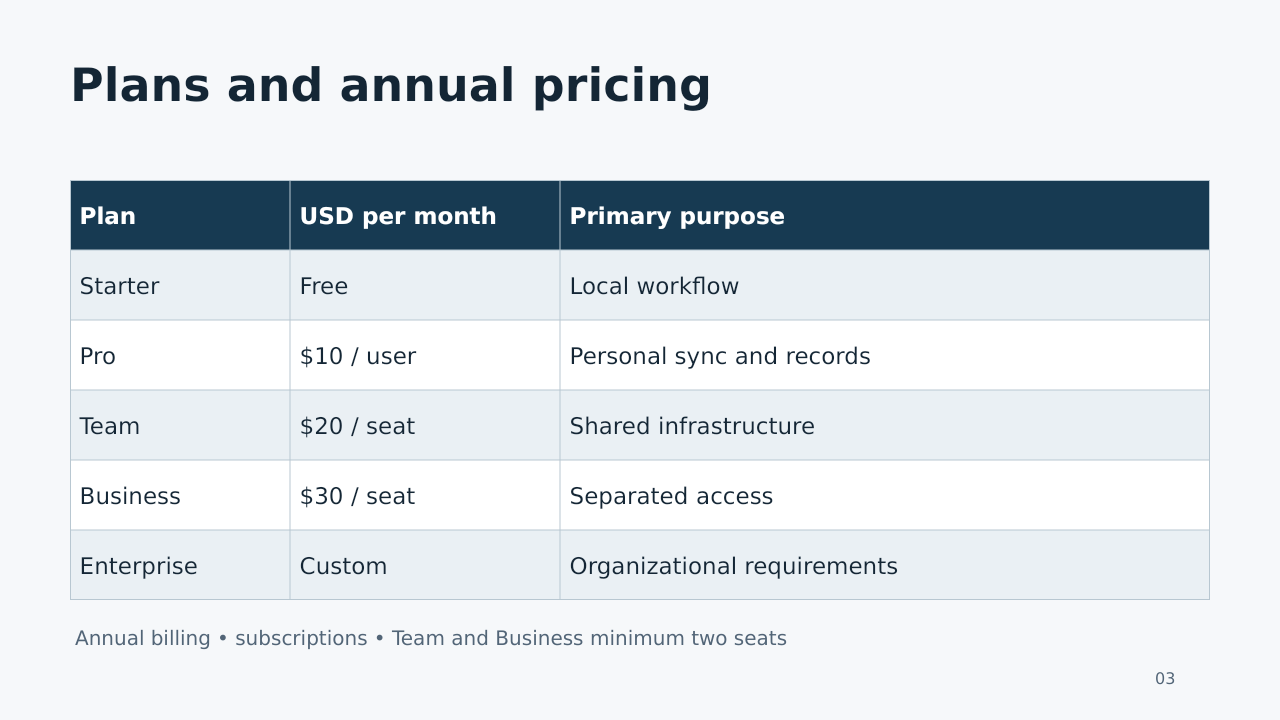 Plans and annual pricing
Plan USD per month Primary purpose
Starter Free Local workflow
Pro $10 / user Personal sync and records
Team $20 / seat Shared infrastructure
Business $30 / seat Separated access
Enterprise Custom Organizational requirements
Annual billing • subscriptions • Team and Business minimum two seats
03